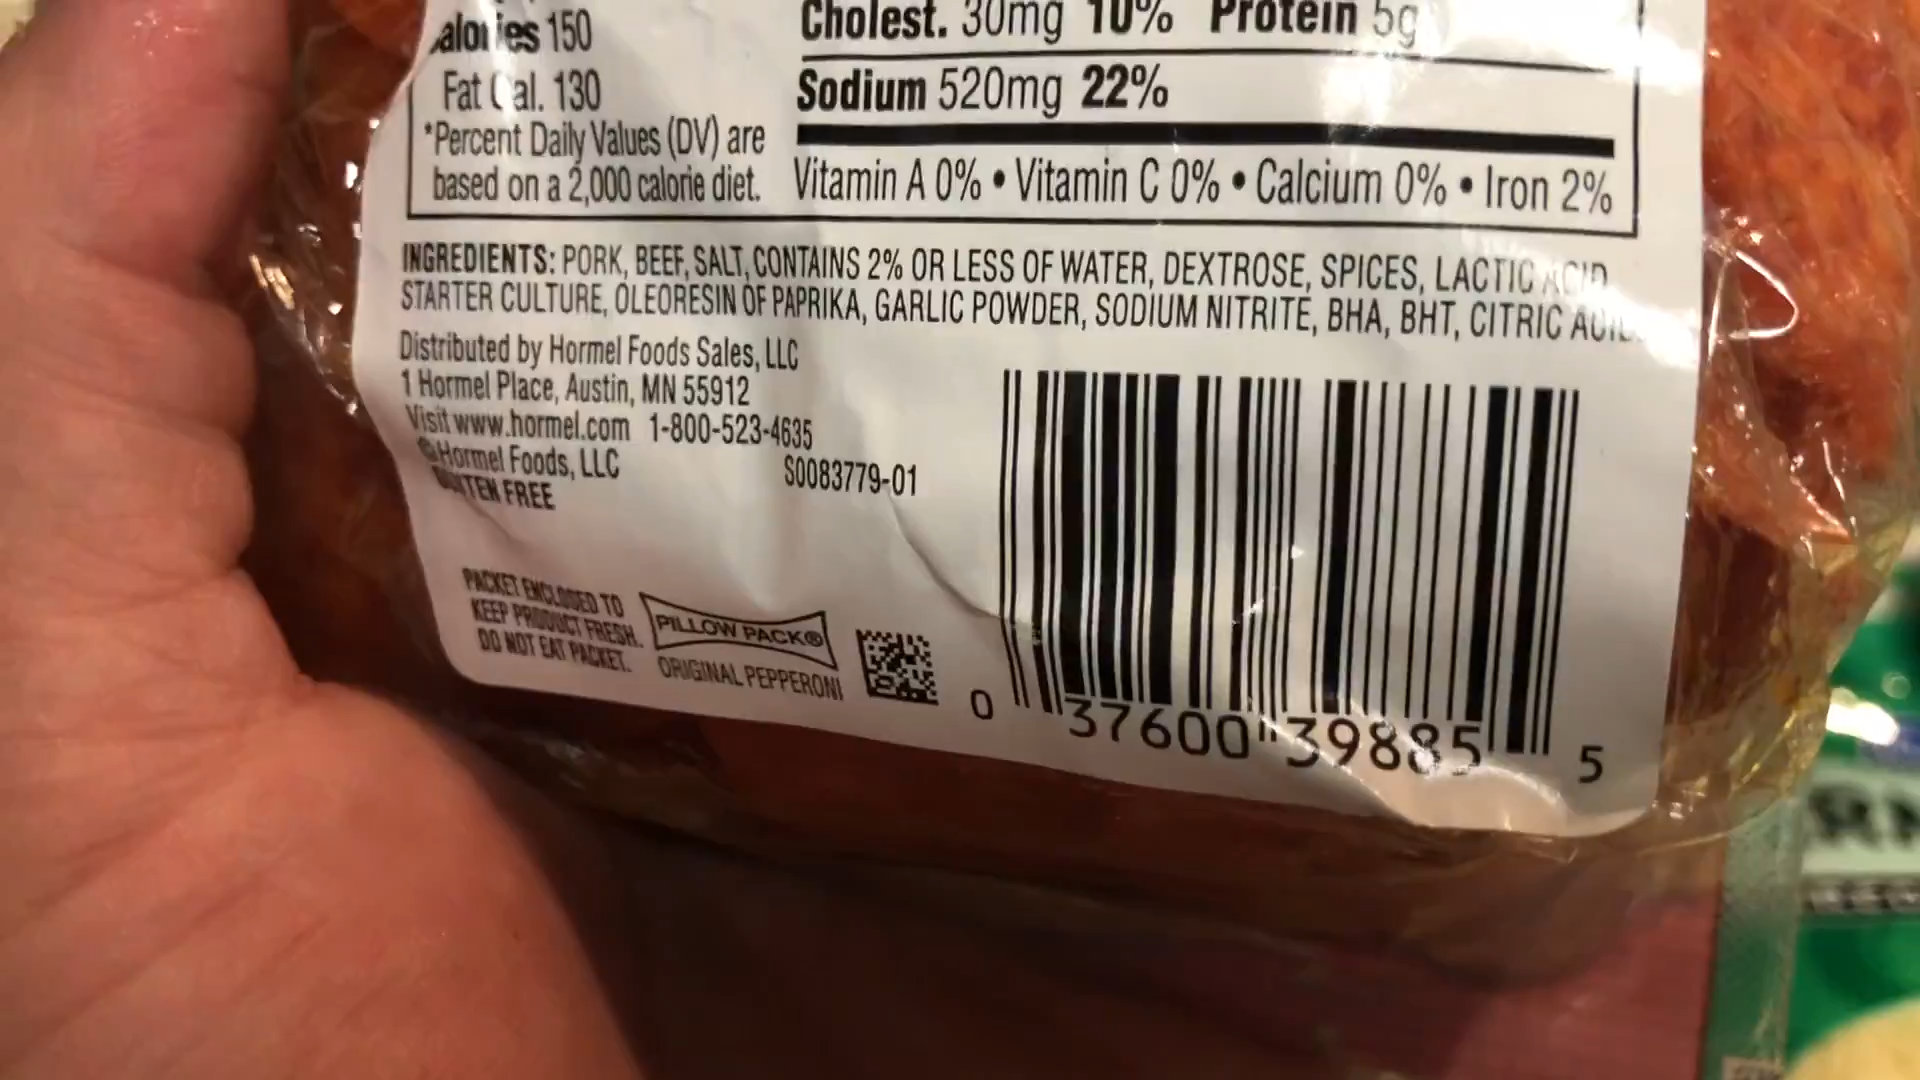 Calories 150
Fat Cal. 130
*Percent Daily Values (DV) are
based on a 2,000 calorie diet.
Cholest. 30mg 10% Protein 5g
Sodium 520mg 22%
Vitamin A 0% • Vitamin C 0% • Calcium 0% • Iron 2%
INGREDIENTS: PORK, BEEF, SALT, CONTAINS 2% OR LESS OF WATER, DEXTROSE, SPICES, LACTIC ACID
STARTER CULTURE, OLEORESIN OF PAPRIKA, GARLIC POWDER, SODIUM NITRITE, BHA, BHT, CITRIC ACID
Distributed by Hormel Foods Sales, LLC
1 Hormel Place, Austin, MN 55912
Visit www.hormel.com 1-800-523-4635
©Hormel Foods, LLC
S0083779-01
GLUTEN FREE
PACKET ENCLOSED TO
KEEP PRODUCT FRESH.
DO NOT EAT PACKET.
PILLOW PACK®
ORIGINAL PEPPERONI
0 37600 39885 5